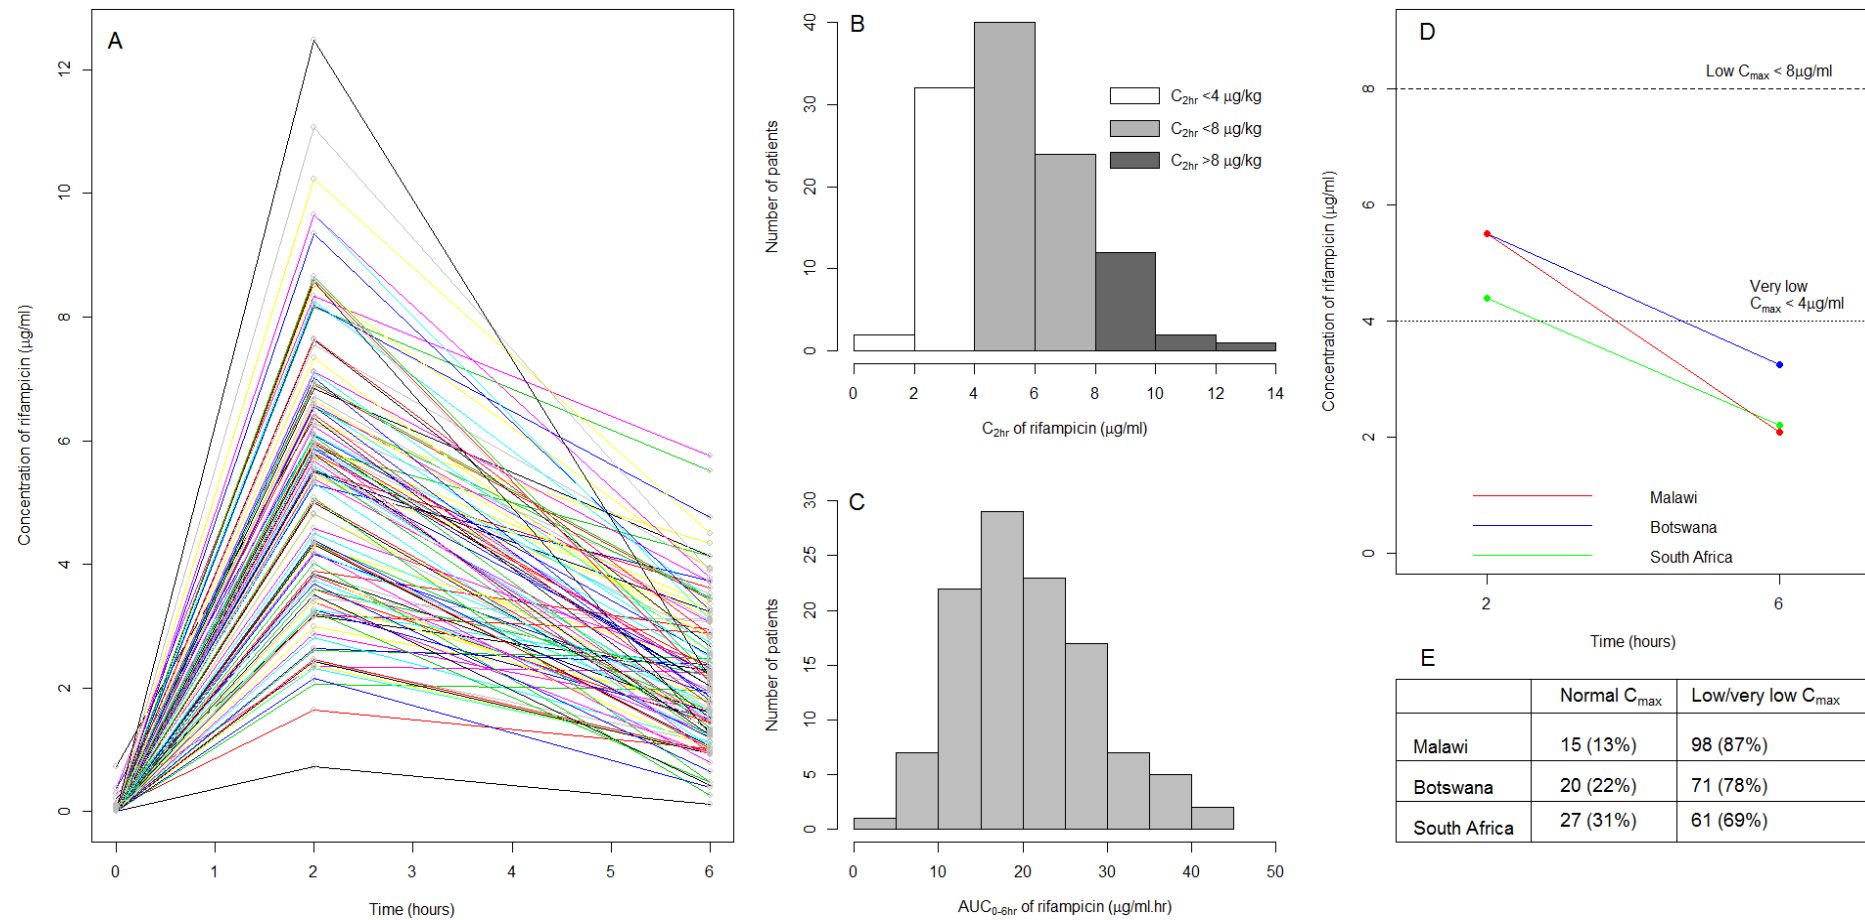 A
Concentration of rifampicin (µg/ml)
12
10
8
6
4
2
0
0 1 2 3 4 5 6
Time (hours)
B
Number of patients
40
30
20
10
0
C2hr <4 µg/kg
C2hr <8 µg/kg
C2hr >8 µg/kg
0 2 4 6 8 10 12 14
C2hr of rifampicin (µg/ml)
C
Number of patients
30
25
20
15
10
5
0
0 10 20 30 40 50
AUC0-6hr of rifampicin (µg/ml.hr)
D
Concentration of rifampicin (µg/ml)
Low Cmax < 8µg/ml
8
6
Very low
Cmax < 4µg/ml
4
2
0
Malawi
Botswana
South Africa
2 6
Time (hours)
E
Normal Cmax Low/very low Cmax
Malawi 15 (13%) 98 (87%)
Botswana 20 (22%) 71 (78%)
South Africa 27 (31%) 61 (69%)